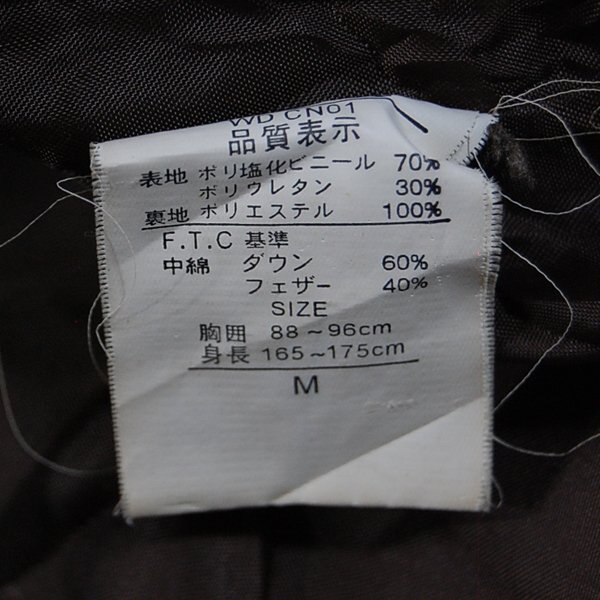 WD CN01
品質表示
表地 ポリ塩化ビニール 70%
ポリウレタン 30%
裏地 ポリエステル 100%
F.T.C 基準
中綿 ダウン 60%
フェザー 40%
SIZE
胸囲 88~96cm
身長 165~175cm
M